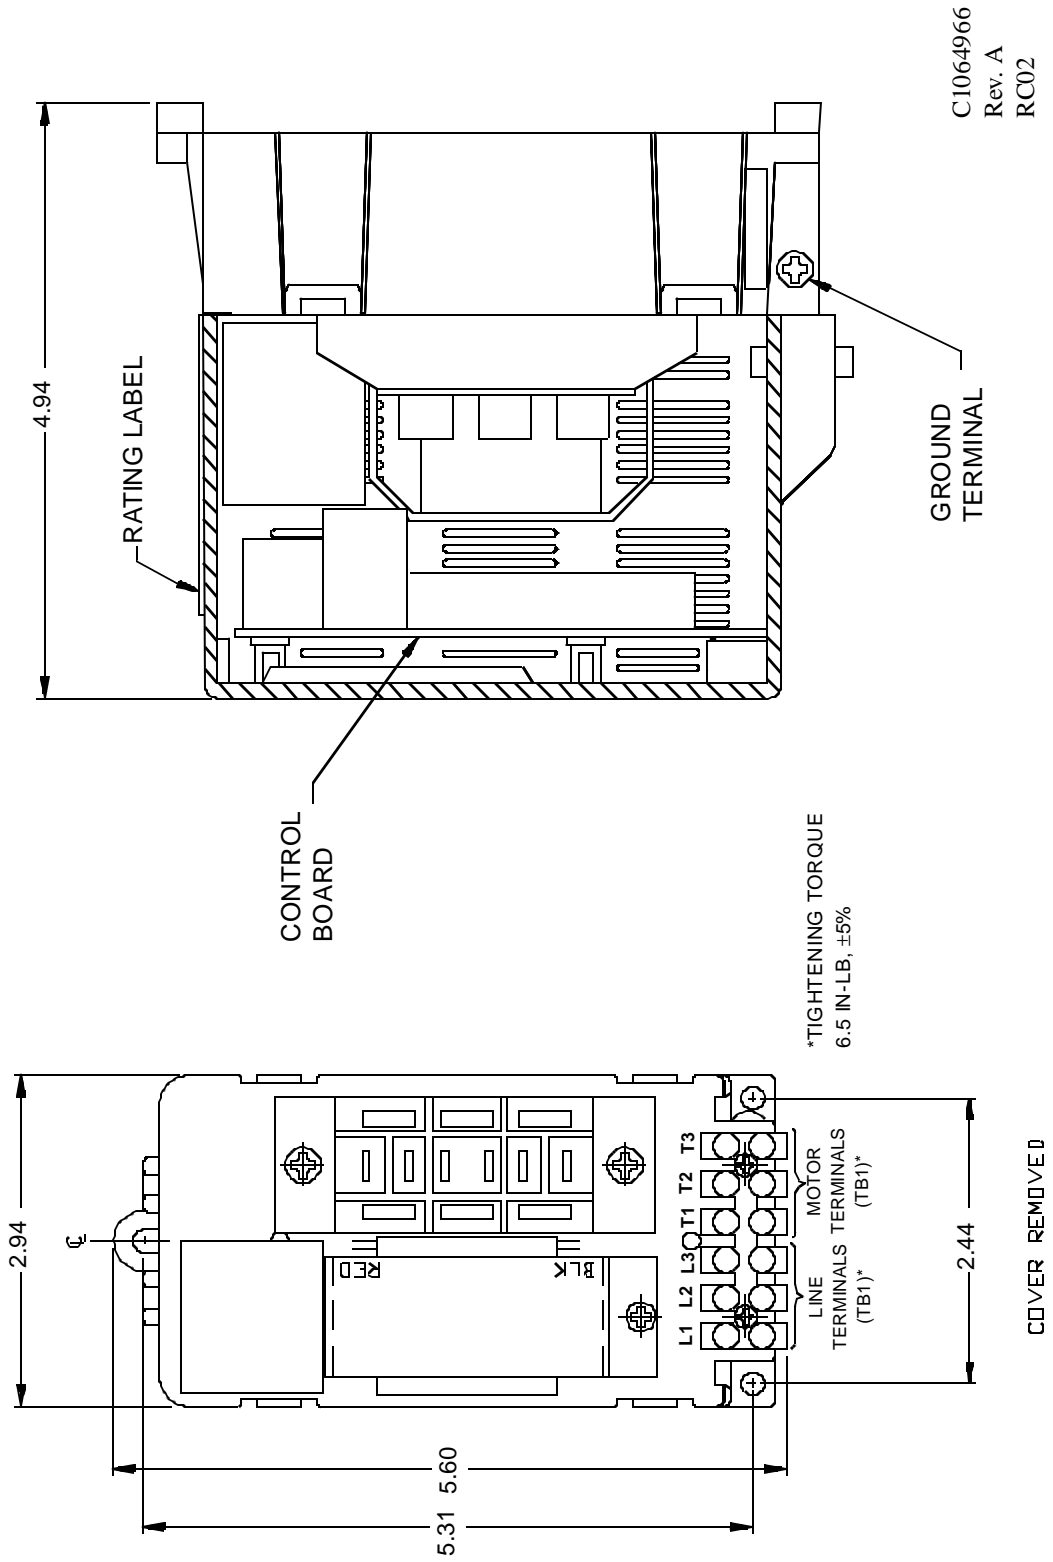 2.94
℄
5.60
5.31
RED
BLK
L1 L2 L3 T1 T2 T3
LINE
TERMINALS
(TB1)*
MOTOR
TERMINALS
(TB1)*
2.44
COVER REMOVED
*TIGHTENING TORQUE
6.5 IN-LB, ±5%
4.94
RATING LABEL
CONTROL
BOARD
GROUND
TERMINAL
C1064966
Rev. A
RC02